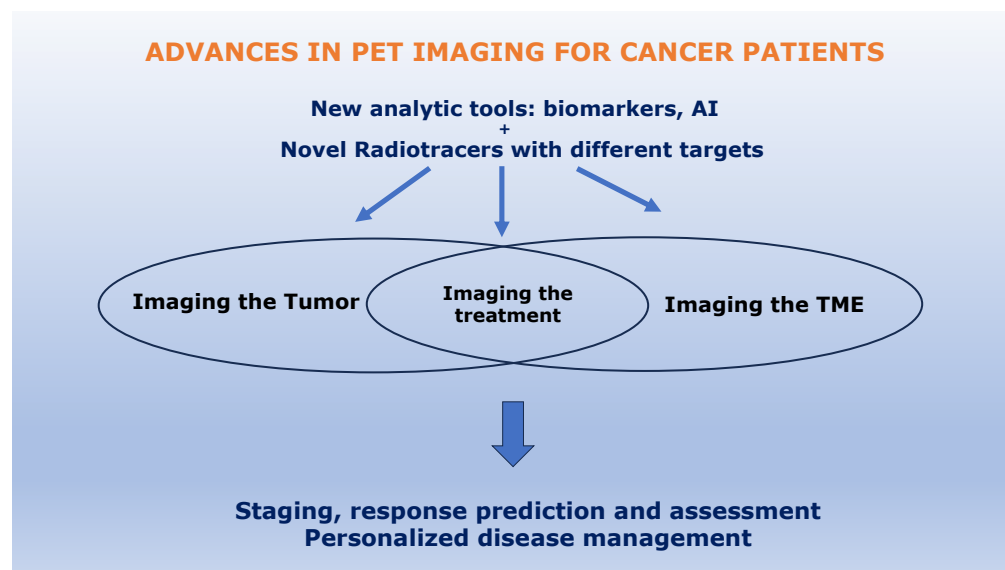 ADVANCES IN PET IMAGING FOR CANCER PATIENTS
New analytic tools: biomarkers, AI
+
Novel Radiotracers with different targets
Imaging the Tumor
Imaging the
treatment
Imaging the TME
Staging, response prediction and assessment
Personalized disease management